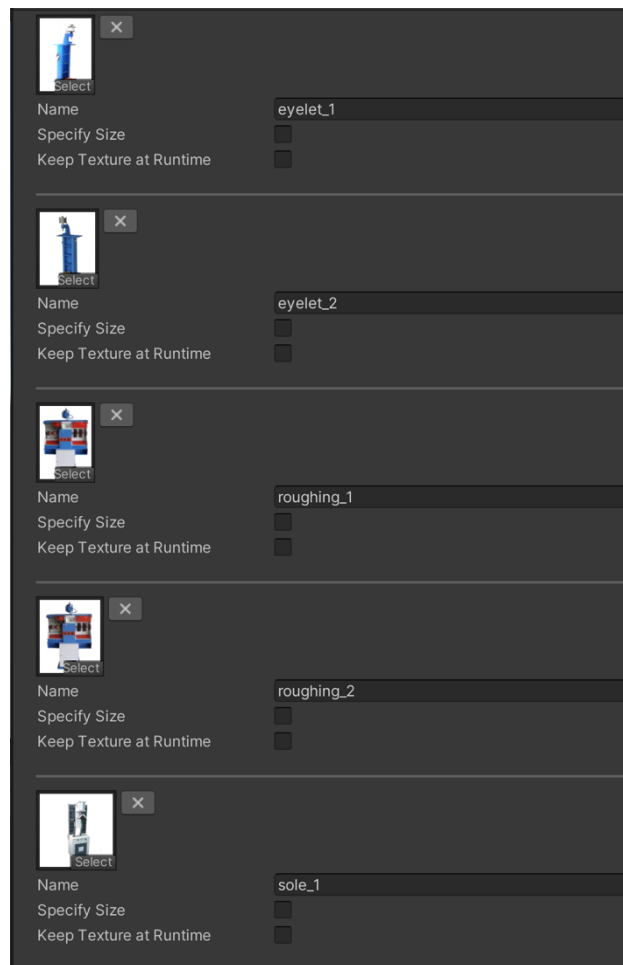 Select
Name eyelet_1
Specify Size
Keep Texture at Runtime
Select
Name eyelet_2
Specify Size
Keep Texture at Runtime
Select
Name roughing_1
Specify Size
Keep Texture at Runtime
Select
Name roughing_2
Specify Size
Keep Texture at Runtime
Select
Name sole_1
Specify Size
Keep Texture at Runtime